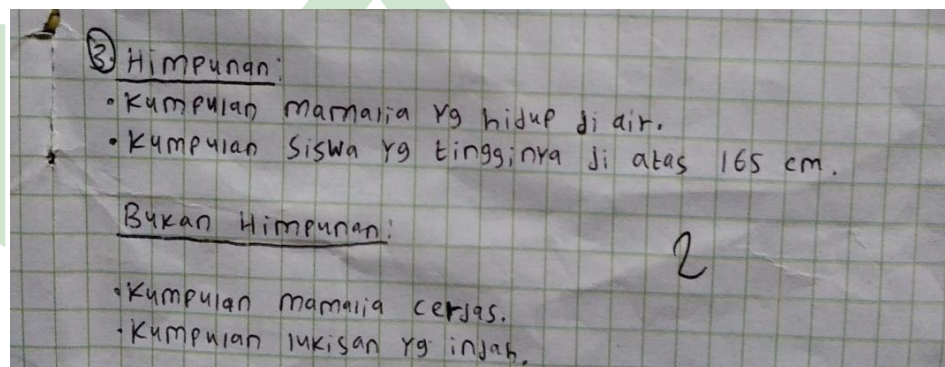 3. Himpunan:
• Kumpulan mamalia yg hidup di air.
• Kumpulan siswa yg tingginya di atas 165 cm.
Bukan Himpunan:
2
• Kumpulan mamalia cerdas.
• Kumpulan lukisan yg indah.